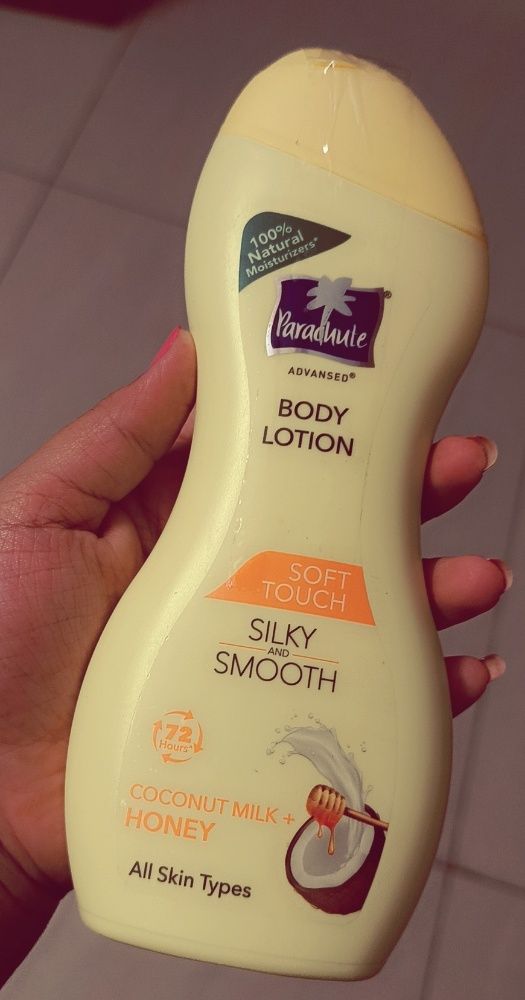 100%
Natural
Moisturizers*
Parachute®
ADVANSED®
BODY
LOTION
SOFT
TOUCH
SILKY
AND
SMOOTH
72
Hours*
COCONUT MILK +
HONEY
All Skin Types